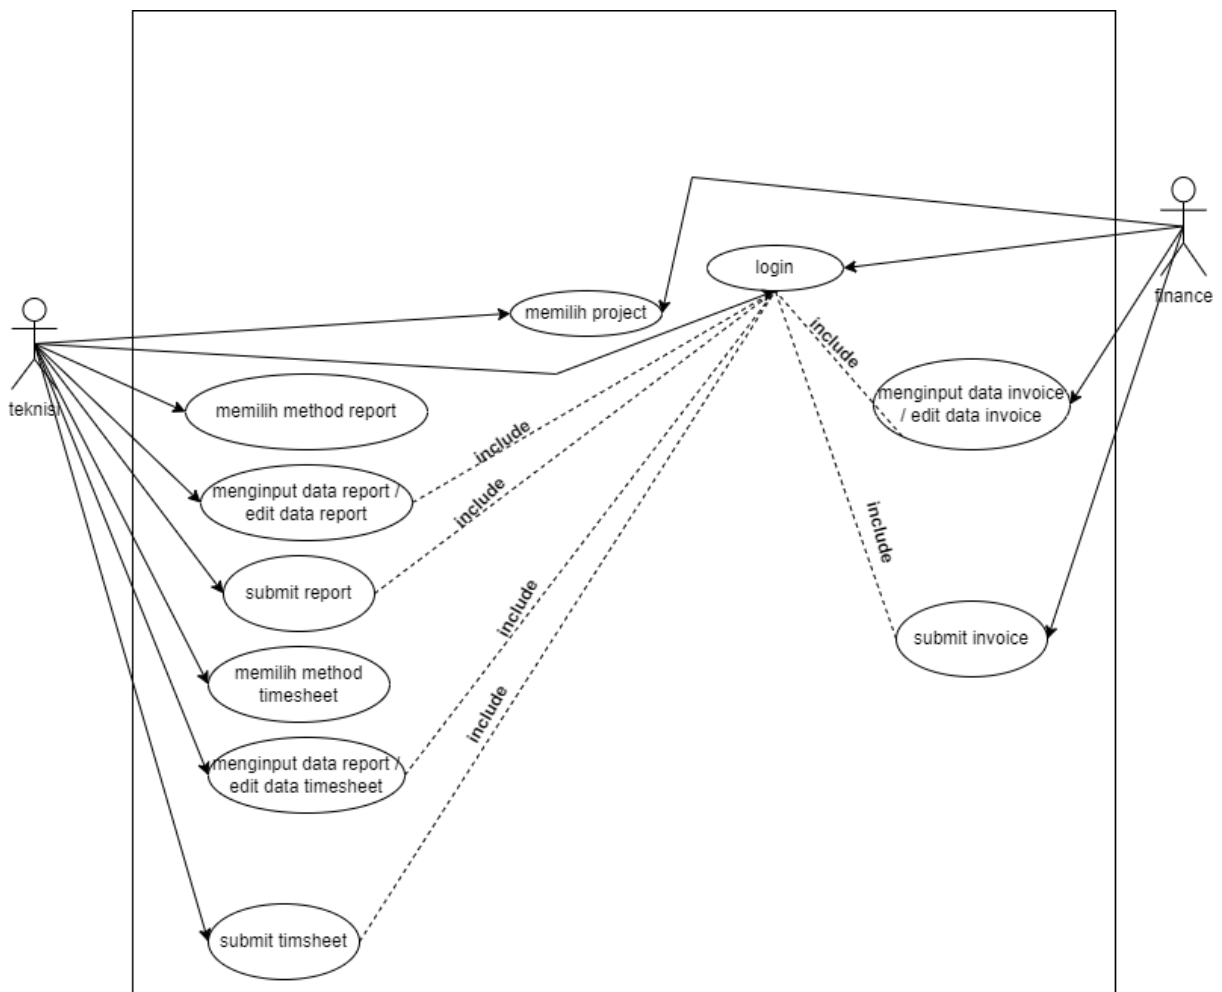 login
finance
memilih project
include
teknisi
menginput data invoice
/ edit data invoice
memilih method report
include
menginput data report /
edit data report
include
include
submit report
include
submit invoice
memilih method
timesheet
include
menginput data report /
edit data timesheet
submit timsheet